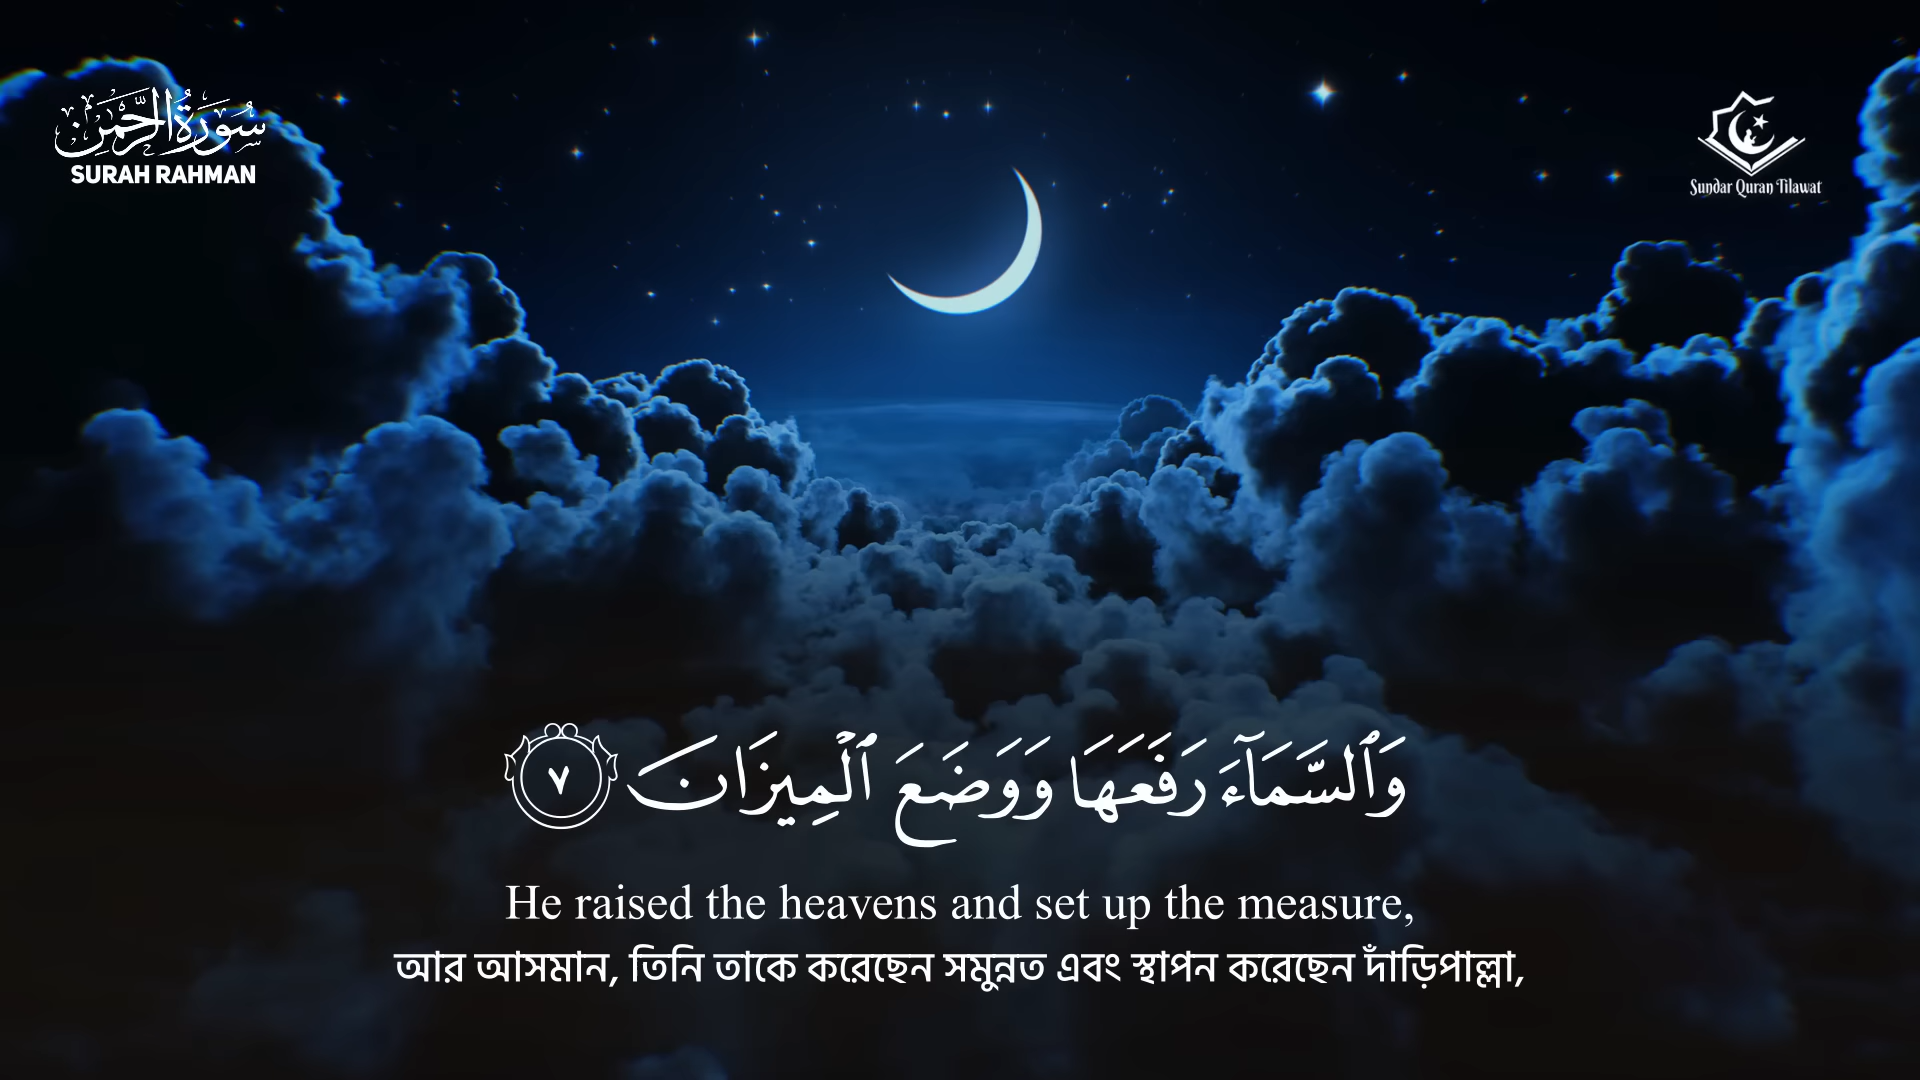 سُورَةُ الرَّحْمٰن
SURAH RAHMAN
Sundar Quran Tilawat
وَٱلسَّمَآءَ رَفَعَهَا وَوَضَعَ ٱلْمِيزَانَ ٧
He raised the heavens and set up the measure,
আর আসমান, তিনি তাকে করেছেন সমুন্নত এবং স্থাপন করেছেন দাঁড়িপাল্লা,